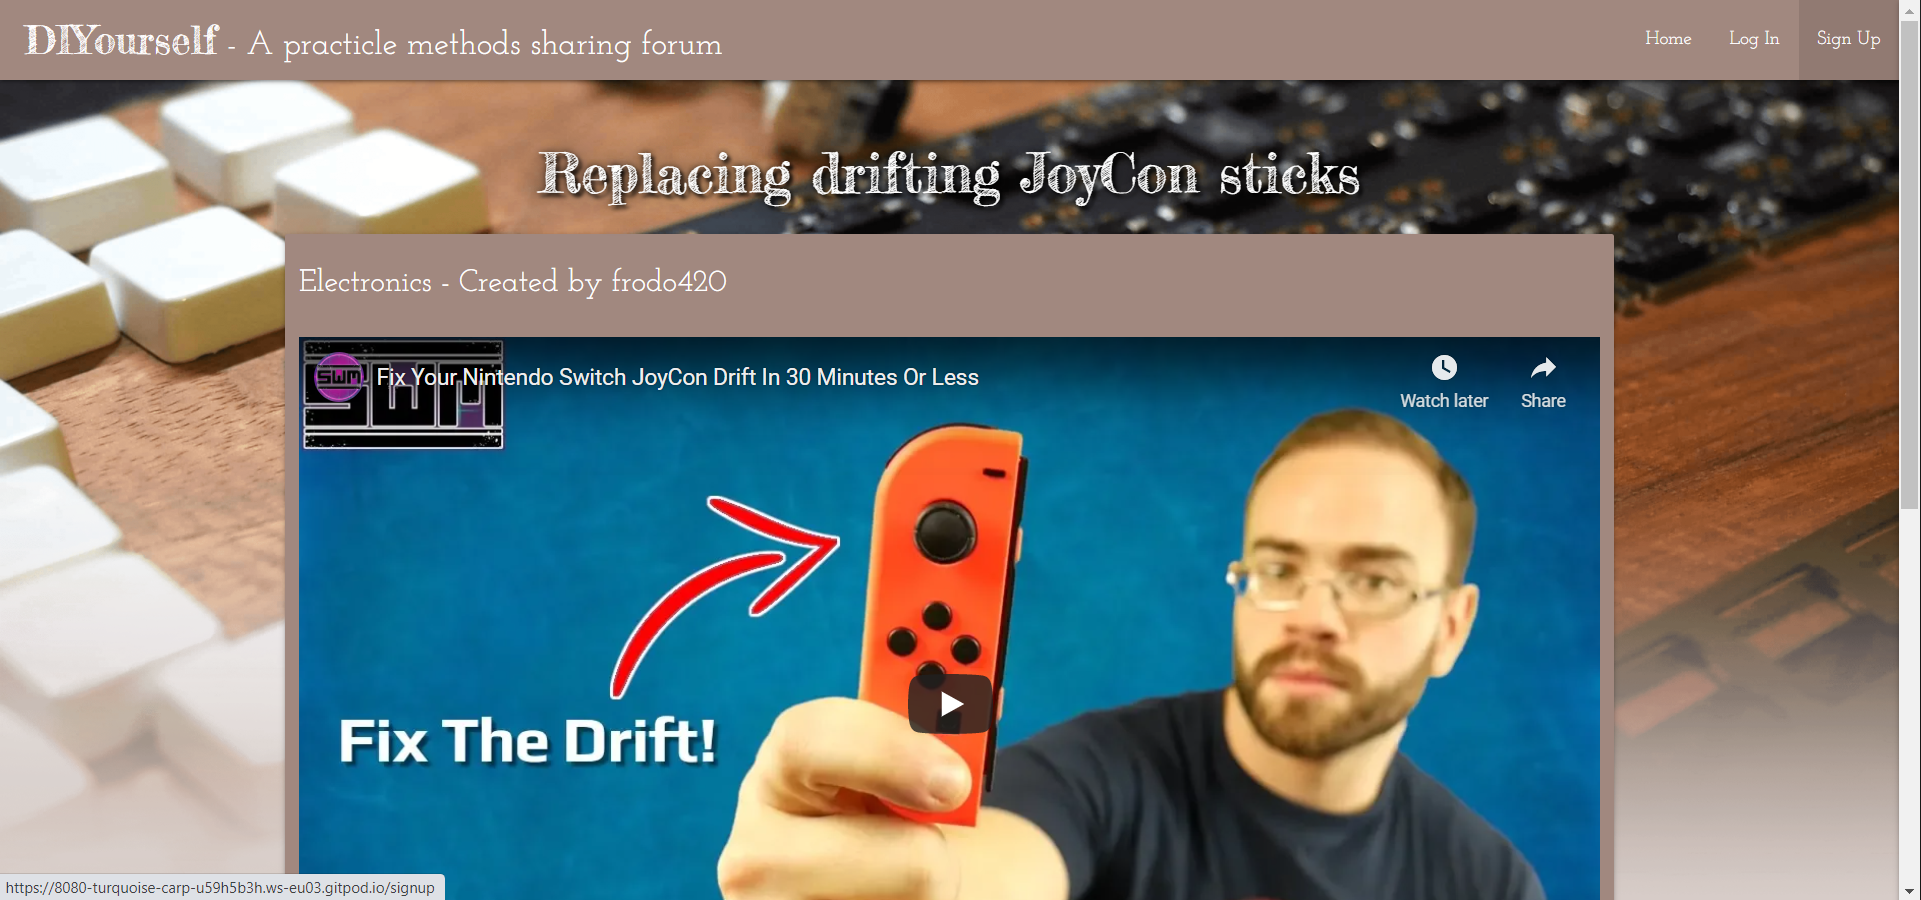 DIYourself - A practicle methods sharing forum
Home
Log In
Sign Up
Replacing drifting JoyCon sticks
Electronics - Created by frodo420
SWM
Fix Your Nintendo Switch JoyCon Drift In 30 Minutes Or Less
Watch later
Share
Fix The Drift!
https://8080-turquoise-carp-u59h5b3h.ws-eu03.gitpod.io/signup